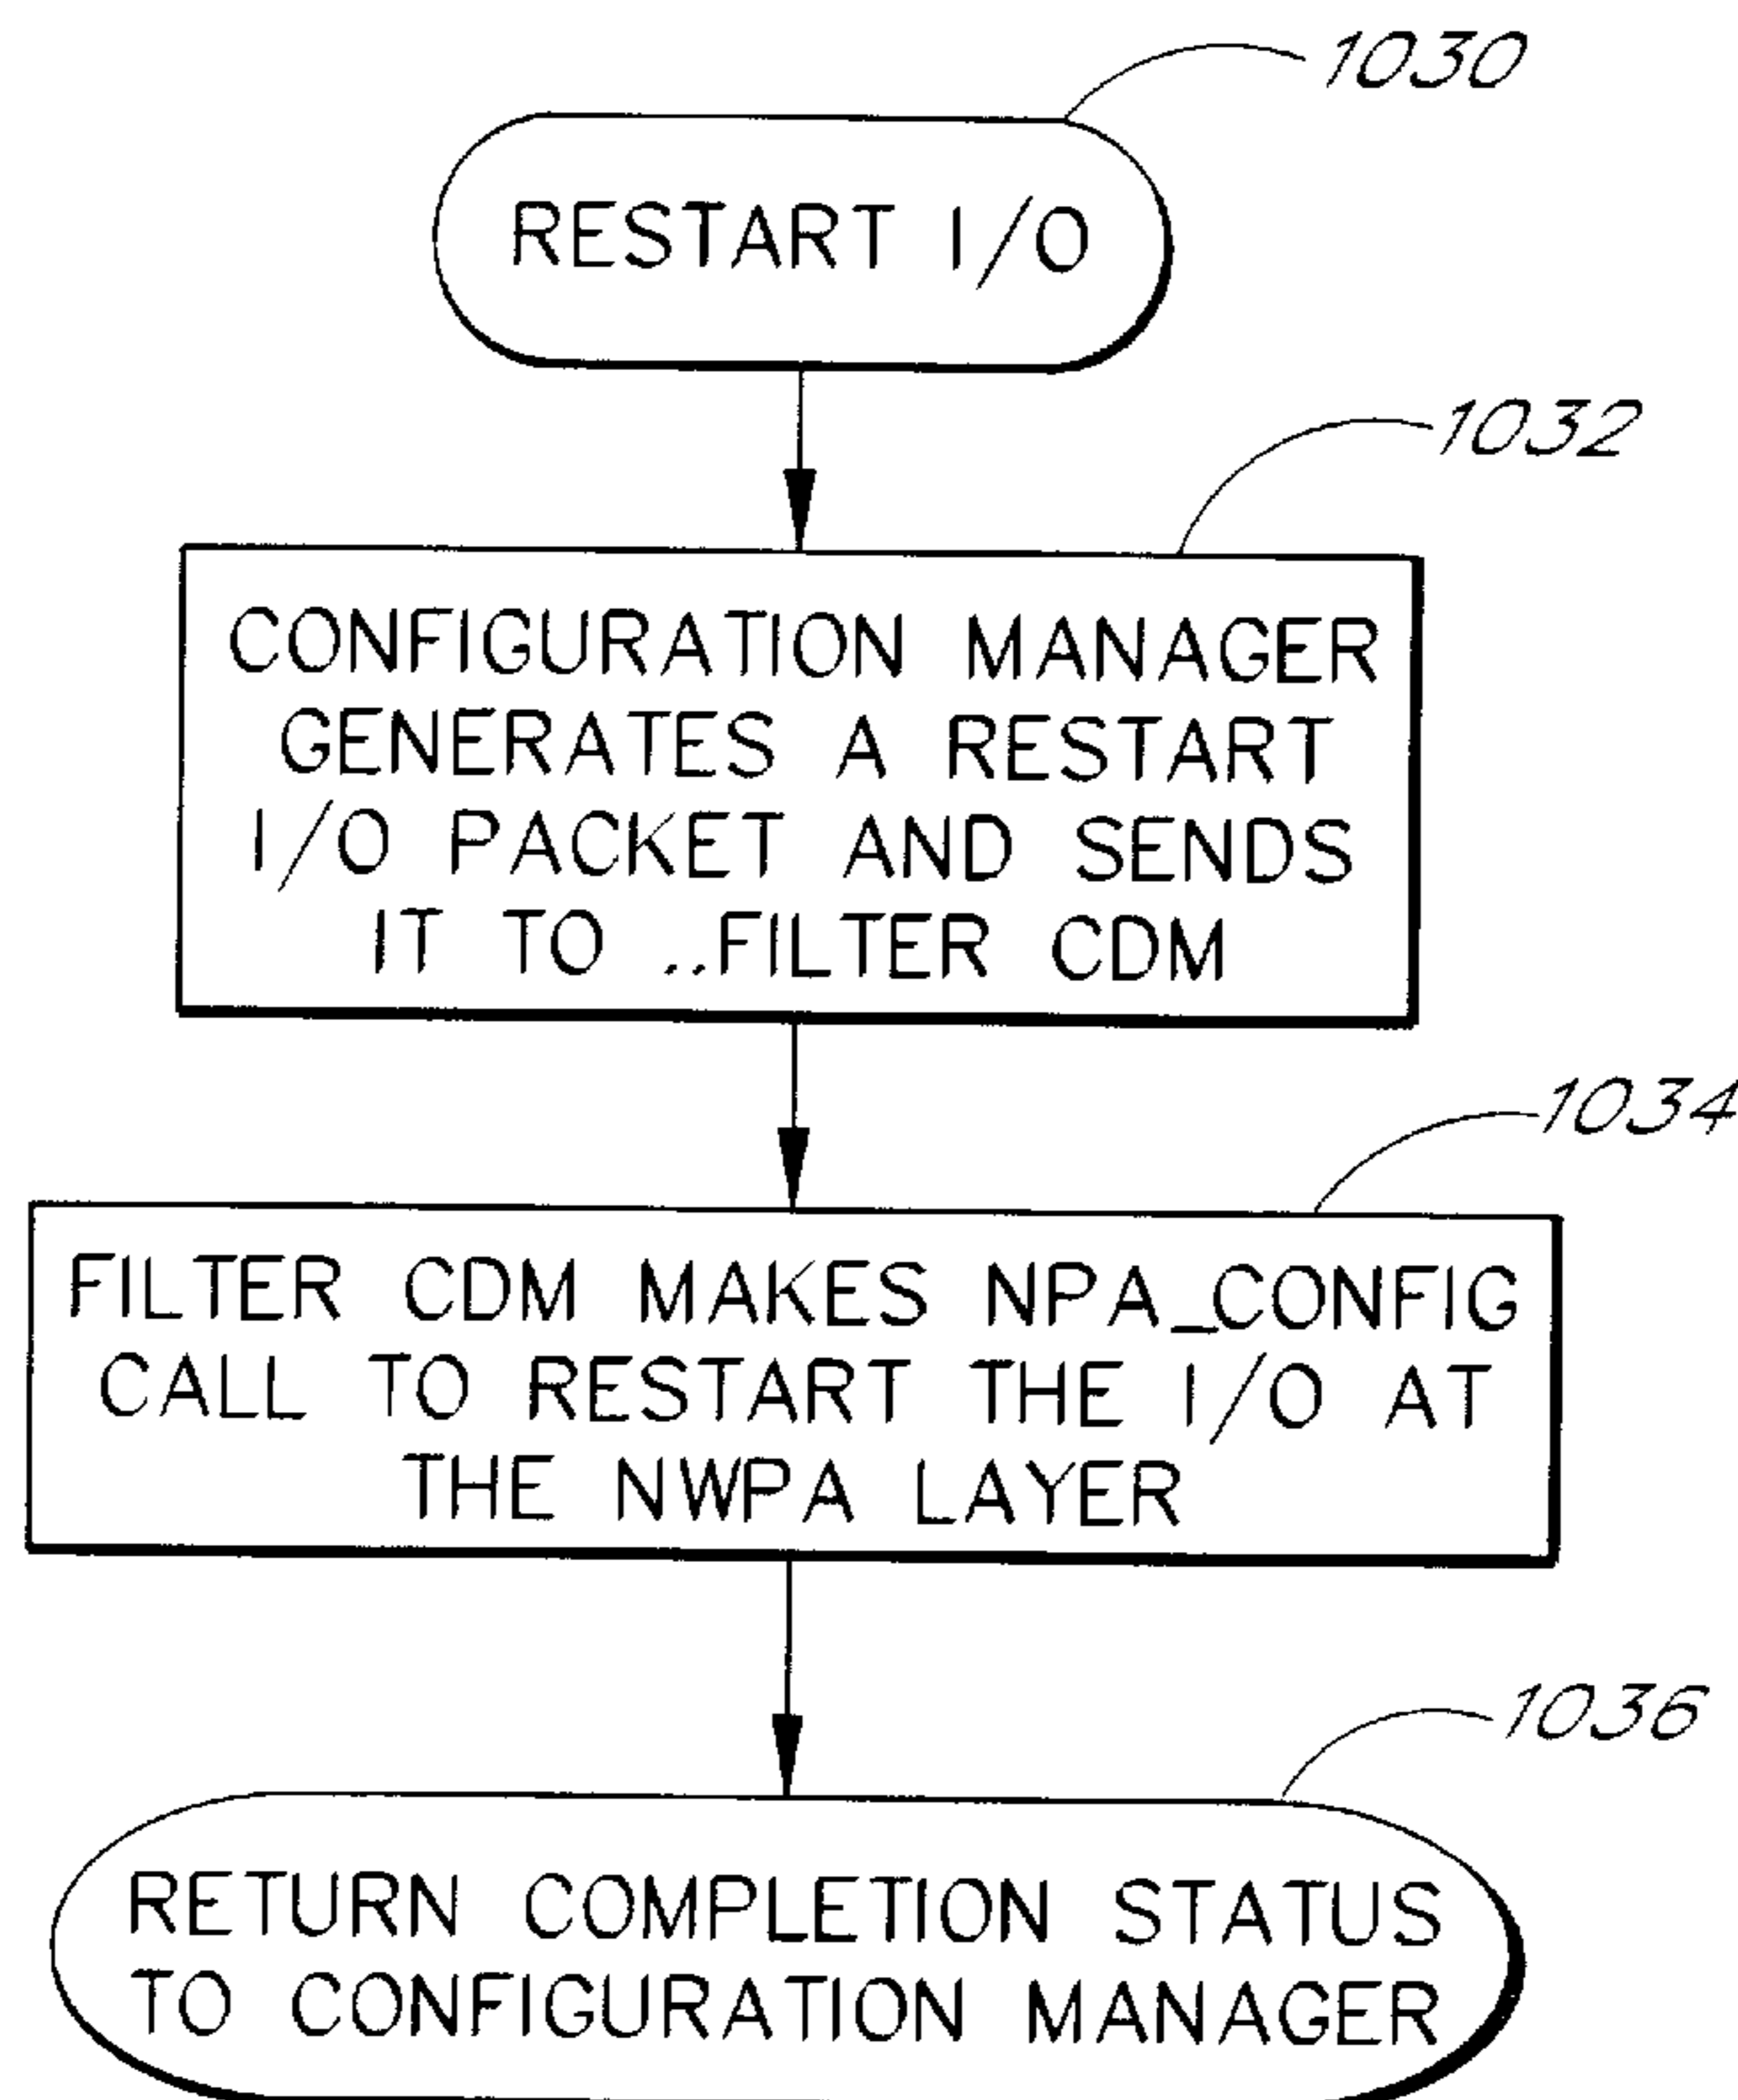 1030
RESTART I/O
1032
CONFIGURATION MANAGER
GENERATES A RESTART
I/O PACKET AND SENDS
IT TO ..FILTER CDM
1034
FILTER CDM MAKES NPA_CONFIG
CALL TO RESTART THE I/O AT
THE NWPA LAYER
1036
RETURN COMPLETION STATUS
TO CONFIGURATION MANAGER